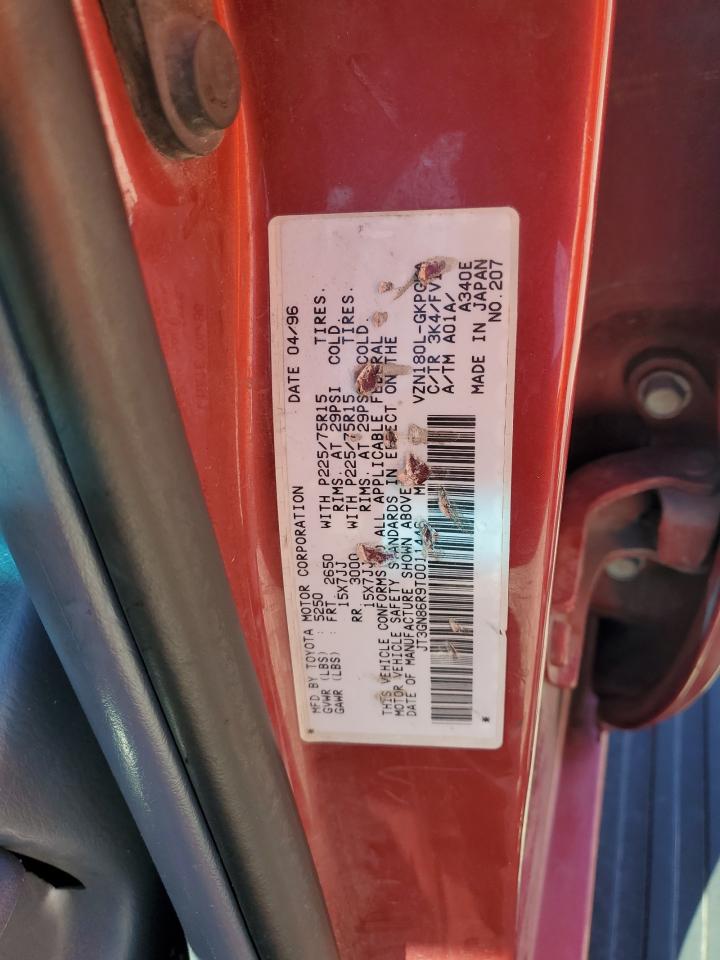 MFD BY TOYOTA MOTOR CORPORATION DATE 04/96
GVWR (LBS) : 5250
GAWR (LBS) : FRT 2650 WITH P225/75R15 TIRES.
15X7JJ RIMS. AT 29PSI COLD.
RR. 3000 WITH P225/75R15 TIRES.
15X7JJ RIMS. AT 29PSI COLD.
THIS VEHICLE CONFORMS ALL APPLICABLE FEDERAL
MOTOR VEHICLE SAFETY STANDARDS IN EFFECT ON THE
DATE OF MANUFACTURE SHOWN ABOVE
JT3GN86R9T0011446
VZN180L-GKPG
C/TR 3K4/
A/TM A01A/
A340E
MADE IN JAPAN
NO.207